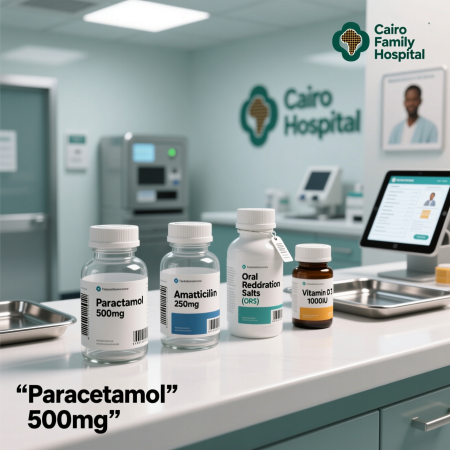 Cairo
Family
Hospital
Cairo
Hospital
Paractamol
500mg
Amatticilin
250mg
Oral
Reddration
Salts
(ORS)
Vitamin D3
1000IU
“Paracetamol”
500mg”